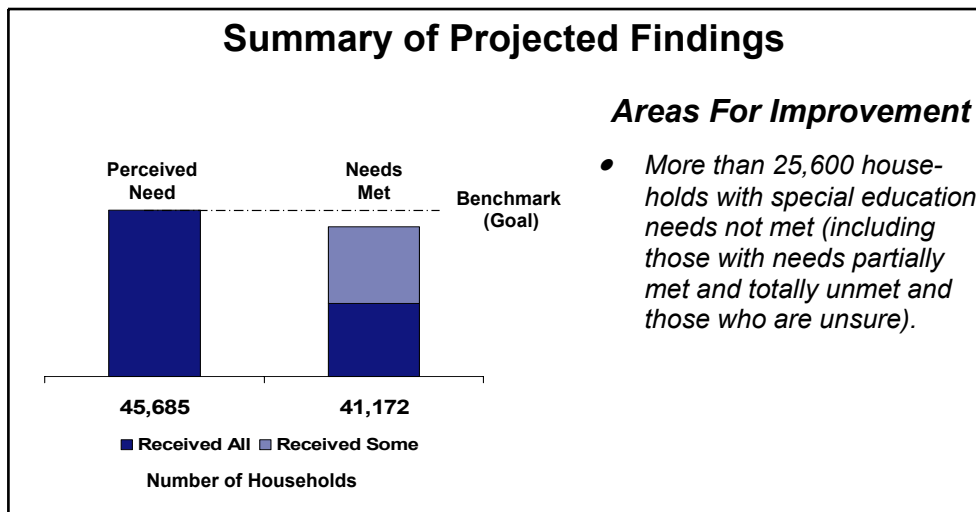 Summary of Projected Findings
Perceived
Need
Needs
Met
Benchmark
(Goal)
45,685
41,172
Received All
Received Some
Number of Households
Areas For Improvement
• More than 25,600 house-
holds with special education
needs not met (including
those with needs partially
met and totally unmet and
those who are unsure).